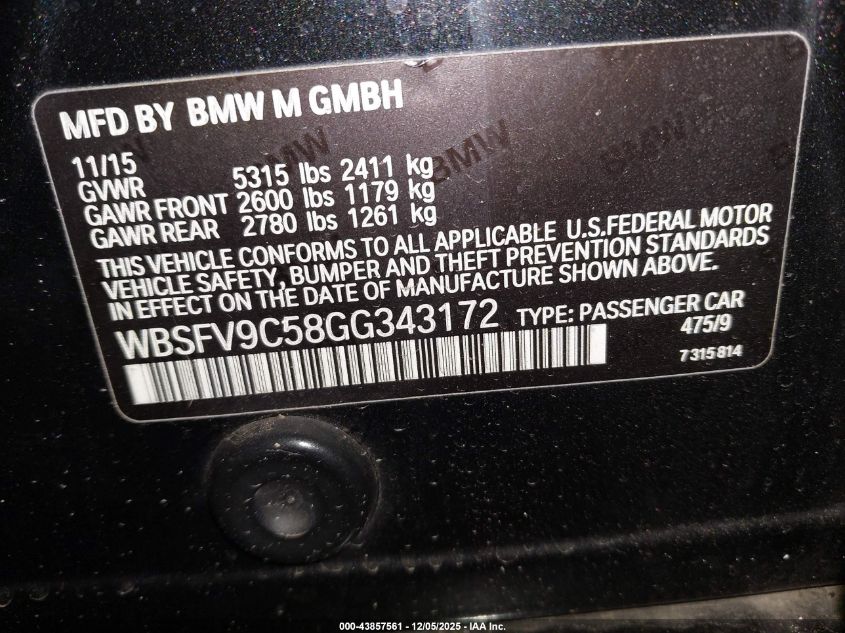 MFD BY BMW M GMBH
11/15
GVWR 5315 lbs 2411 kg
GAWR FRONT 2600 lbs 1179 kg
GAWR REAR 2780 lbs 1261 kg
THIS VEHICLE CONFORMS TO ALL APPLICABLE U.S.FEDERAL MOTOR
VEHICLE SAFETY, BUMPER AND THEFT PREVENTION STANDARDS
IN EFFECT ON THE DATE OF MANUFACTURE SHOWN ABOVE.
WBSFV9C58GG343172 TYPE: PASSENGER CAR
475/9
7 315 814
BMW
BMW
BMW
000-43857561 - 12/05/2025 - IAA Inc.